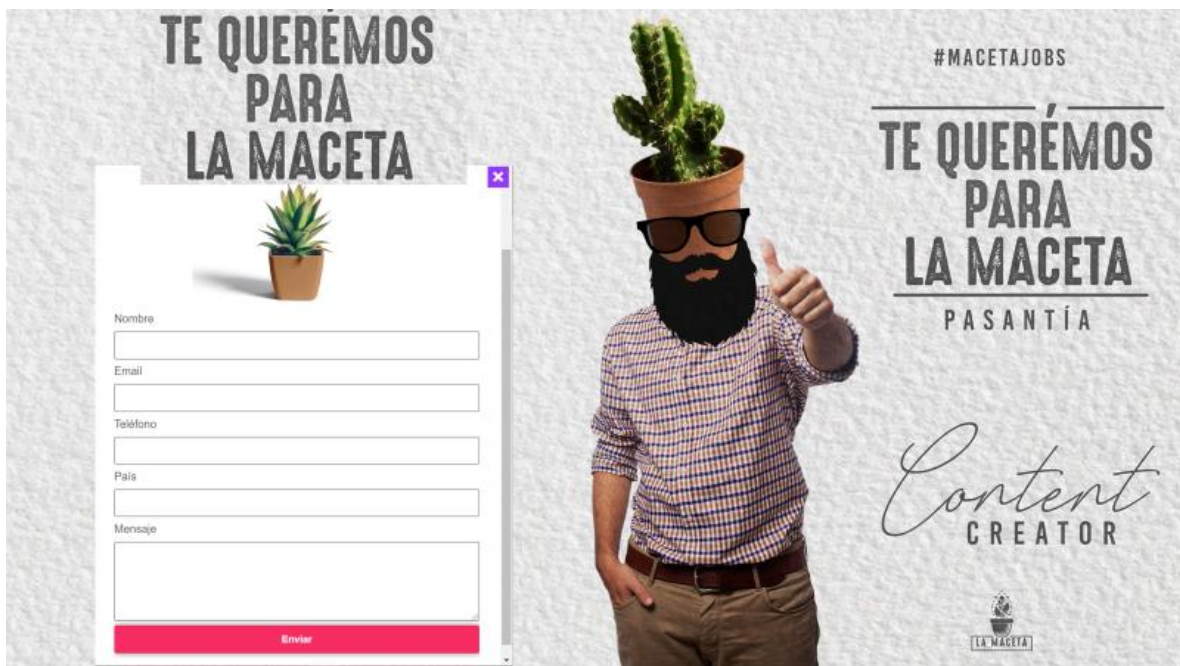 TE QUERÉMOS
PARA
LA MACETA
Nombre
Email
Teléfono
País
Mensaje
Enviar
#MACETAJOBS
TE QUERÉMOS
PARA
LA MACETA
PASANTÍA
Content
CREATOR
LA MACETA